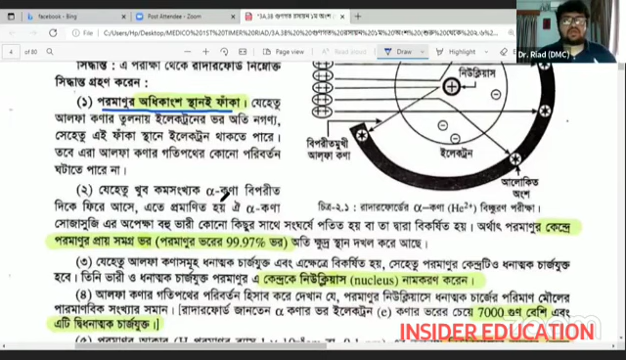 bephace - Bing
Post Attendee - Zoom
C:/Users/Hp/Desktop/MEDICO
4 of 80
Draw
Highlight
Erase
Dr. Riad (DMC)
সিদ্ধান্ত : এ পরীক্ষা থেকে রাদারফোর্ড নিম্নোক্ত
সিদ্ধান্ত গ্রহণ করেন :
(১) পরমাণুর অধিকাংশ স্থানই ফাঁকা। যেহেতু
আলফা কণার তুলনায় ইলেকট্রনের ভর অতি নগণ্য,
সেহেতু এই ফাঁকা স্থানে ইলেকট্রন থাকতে পারে।
তবে এরা আলফা কণার গতিপথের কোনো পরিবর্তন
ঘটাতে পারে না।
(২) যেহেতু খুব কমসংখ্যক α-কণা বিপরীত
দিকে ফিরে আসে, এতে প্রমাণিত হয় ঐ α-কণা
সোজাসুজি এর অপেক্ষা বহু ভারী কোনো কিছুর সাথে সংঘর্ষে পতিত হয় বা তা দ্বারা বিকর্ষিত হয়। অর্থাৎ পরমাণুর কেন্দ্রে
পরমাণুর প্রায় সমগ্র ভর (পরমাণুর ভরের 99.97% ভর) অতি ক্ষুদ্র স্থান দখল করে আছে।
(৩) যেহেতু আলফা কণাসমূহ ধনাত্মক চার্জযুক্ত এবং এক্ষেত্রে বিকর্ষিত হয়, সেহেতু পরমাণুর কেন্দ্রটিও ধনাত্মক চার্জযুক্ত
হবে। তিনি ভারী ও ধনাত্মক চার্জযুক্ত পরমাণুর এ কেন্দ্রকে নিউক্লিয়াস (nucleus) নামকরণ করেন।
(৪) আলফা কণার গতিপথের পরিবর্তন হিসাব করে দেখান যে, পরমাণুর নিউক্লিয়াসে ধনাত্মক চার্জের পরিমাণ মৌলের
পারমাণবিক সংখ্যার সমান। [রাদারফোর্ড জানতেন α কণার ভর ইলেকট্রন (e) কণার ভরের চেয়ে 7000 গুণ বেশি এবং
এটি দ্বিধনাত্মক চার্জযুক্ত।]
নিউক্লিয়াস
ইলেকট্রন
বিপরীতমুখী
আলফা কণা
আলোকিত
অংশ
চিত্র-২.১ : রাদারফোর্ডের α-কণা (He²⁺) বিচ্ছুরণ পরীক্ষা।
zoom
INSIDER EDUCATION